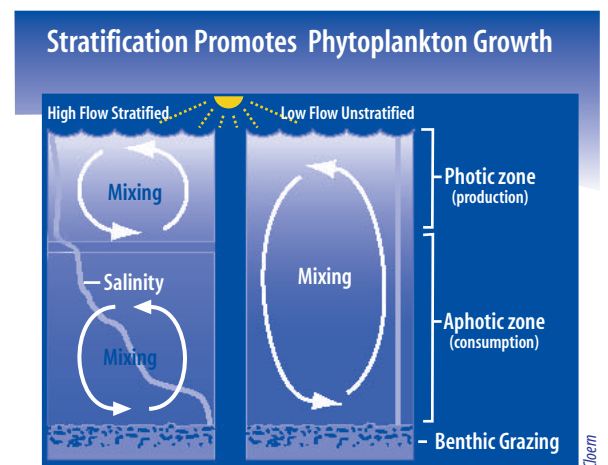 Stratification Promotes Phytoplankton Growth
High Flow Stratified
Low Flow Unstratified
Mixing
Photic zone
(production)
Salinity
Mixing
Mixing
Aphotic zone
(consumption)
Benthic Grazing
Cloern